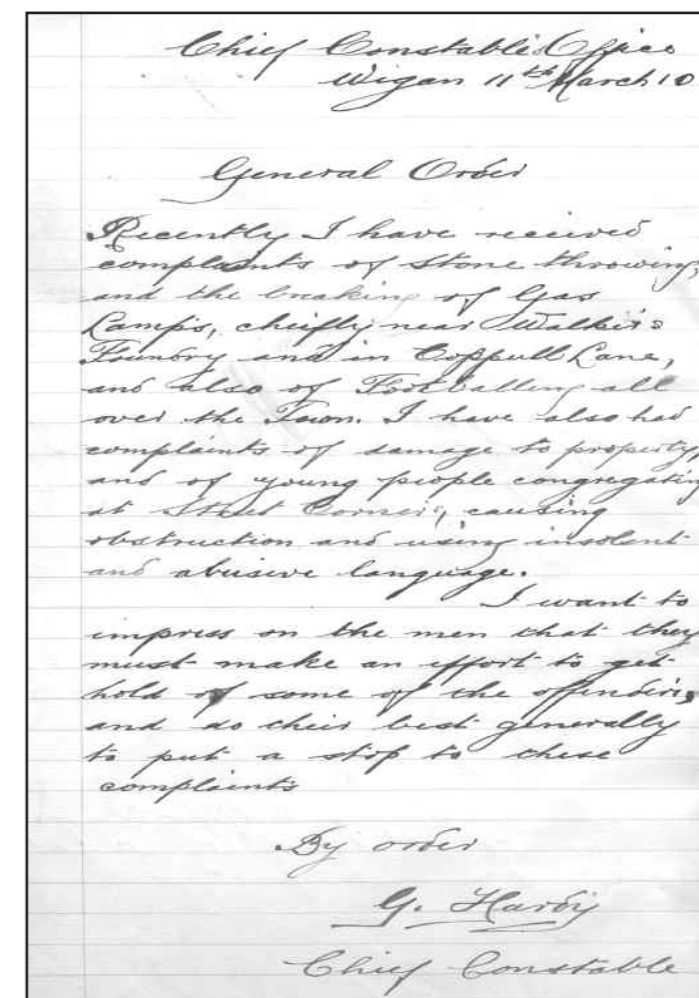 Chief Constable's Office
Wigan 11th March 10
General Order
Recently I have received
complaints of Stone throwing,
and the breaking of Gas
Lamps, cheifly near Walker's
Foundry and in Coppull Lane,
and also of Footballing all
over the Town. I have also had
complaints of damage to property,
and of young people congregating
at Street Corners, causing
obstruction and using insolent
and abusive language.
I want to
impress on the men that they
must make an effort to get
hold of some of the offenders,
and do their best generally
to put a stop to these
complaints
By order
G. Hardy
Chief Constable